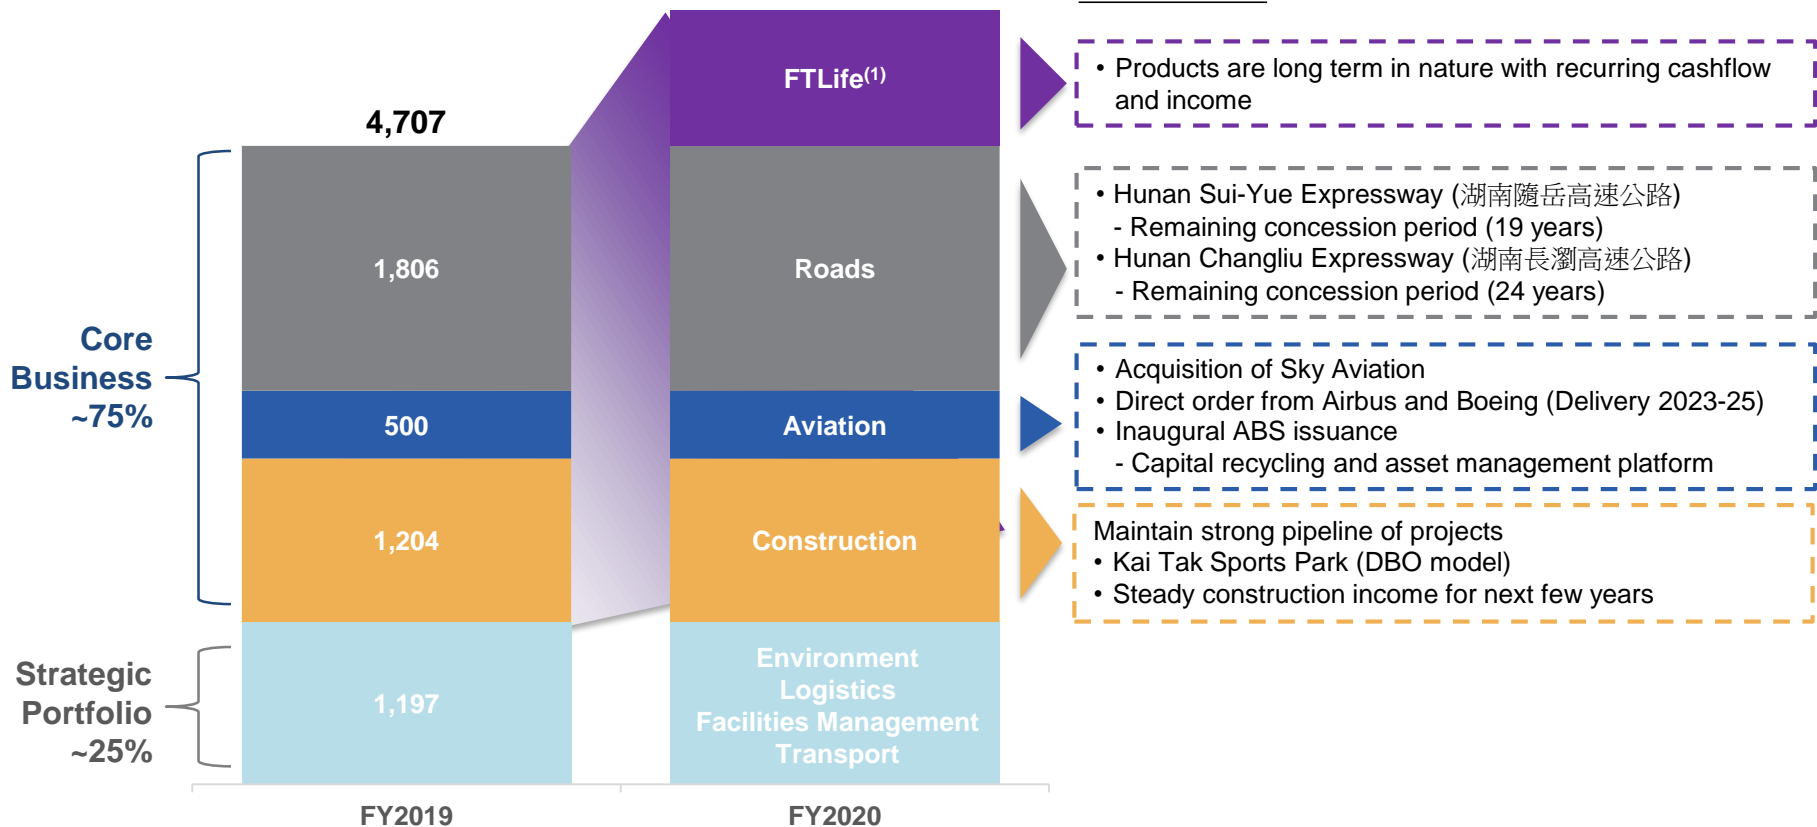 4,707
Core
Business
~75%
Strategic
Portfolio
~25%
1,806
500
1,204
1,197
FY2019
FTLife(1)
Roads
Aviation
Construction
Environment
Logistics
Facilities Management
Transport
FY2020
• Products are long term in nature with recurring cashflow
and income
• Hunan Sui-Yue Expressway (湖南隨岳高速公路)
- Remaining concession period (19 years)
• Hunan Changliu Expressway (湖南長瀏高速公路)
- Remaining concession period (24 years)
• Acquisition of Sky Aviation
• Direct order from Airbus and Boeing (Delivery 2023-25)
• Inaugural ABS issuance
- Capital recycling and asset management platform
Maintain strong pipeline of projects
• Kai Tak Sports Park (DBO model)
• Steady construction income for next few years